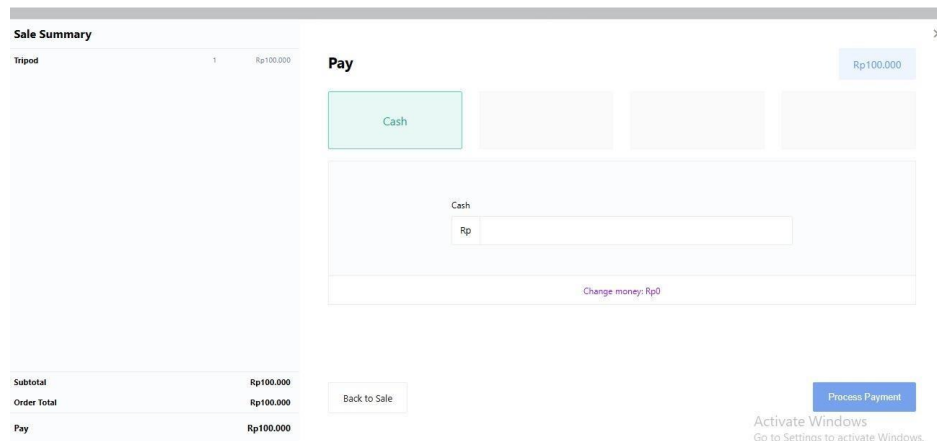 Sale Summary
Tripod 1 Rp100.000
Subtotal Rp100.000
Order Total Rp100.000
Pay Rp100.000
Pay Rp100.000
Cash
Cash
Rp
Change money: Rp0
Back to Sale Process Payment
Activate Windows
Go to Settings to activate Windows.